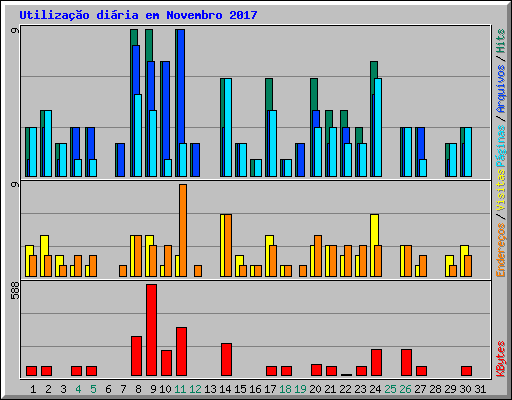 Utilização diária em Novembro 2017
9
9
588
Endereços / Visitas Páginas / Arquivos / Hits
KBytes
1 2 3 4 5 6 7 8 9 10 11 12 13 14 15 16 17 18 19 20 21 22 23 24 25 26 27 28 29 30 31